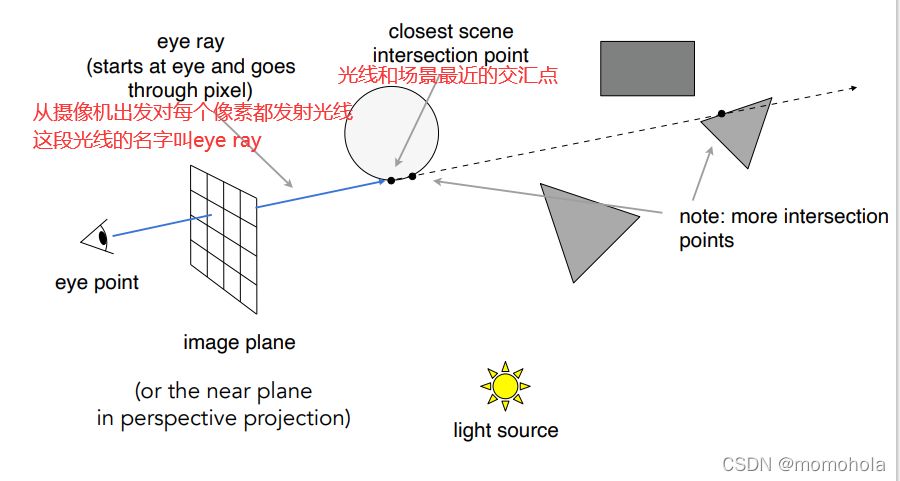 eye ray
(starts at eye and goes
through pixel)
从摄像机出发对每个像素都发射光线
这段光线的名字叫eye ray
closest scene
intersection point
光线和场景最近的交汇点
note: more intersection
points
eye point
image plane
(or the near plane
in perspective projection)
light source
CSDN @momohola